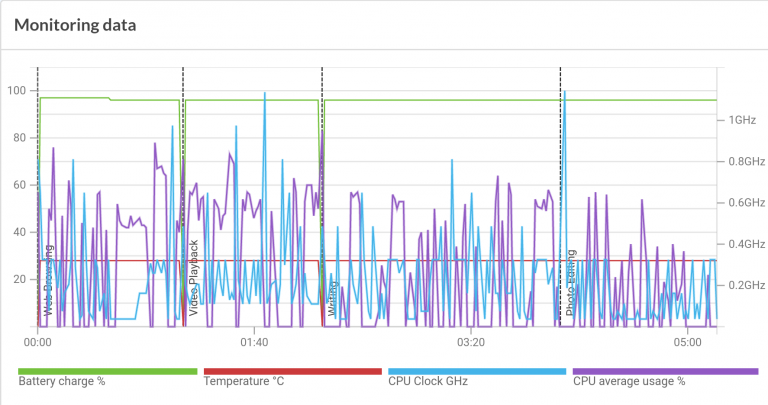 Monitoring data
100
80
60
40
20
1GHz
0.8GHz
0.6GHz
0.4GHz
0.2GHz
Web Browsing
Video Playback
Writing
Photo Editing
00:00
01:40
03:20
05:00
Battery charge %
Temperature °C
CPU Clock GHz
CPU average usage %